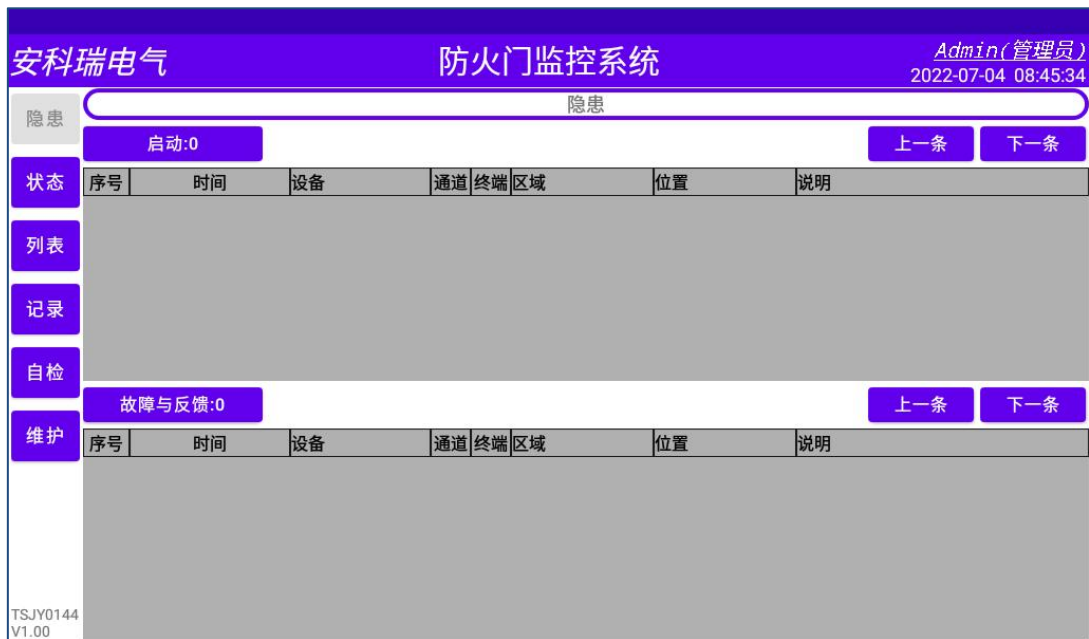 安科瑞电气
防火门监控系统
Admin(管理员)
2022-07-04 08:45:34
隐患
隐患
启动:0
上一条
下一条
状态
序号 时间 设备 通道 终端 区域 位置 说明
列表
记录
自检
故障与反馈:0
上一条
下一条
维护
序号 时间 设备 通道 终端 区域 位置 说明
TSJY0144
V1.00